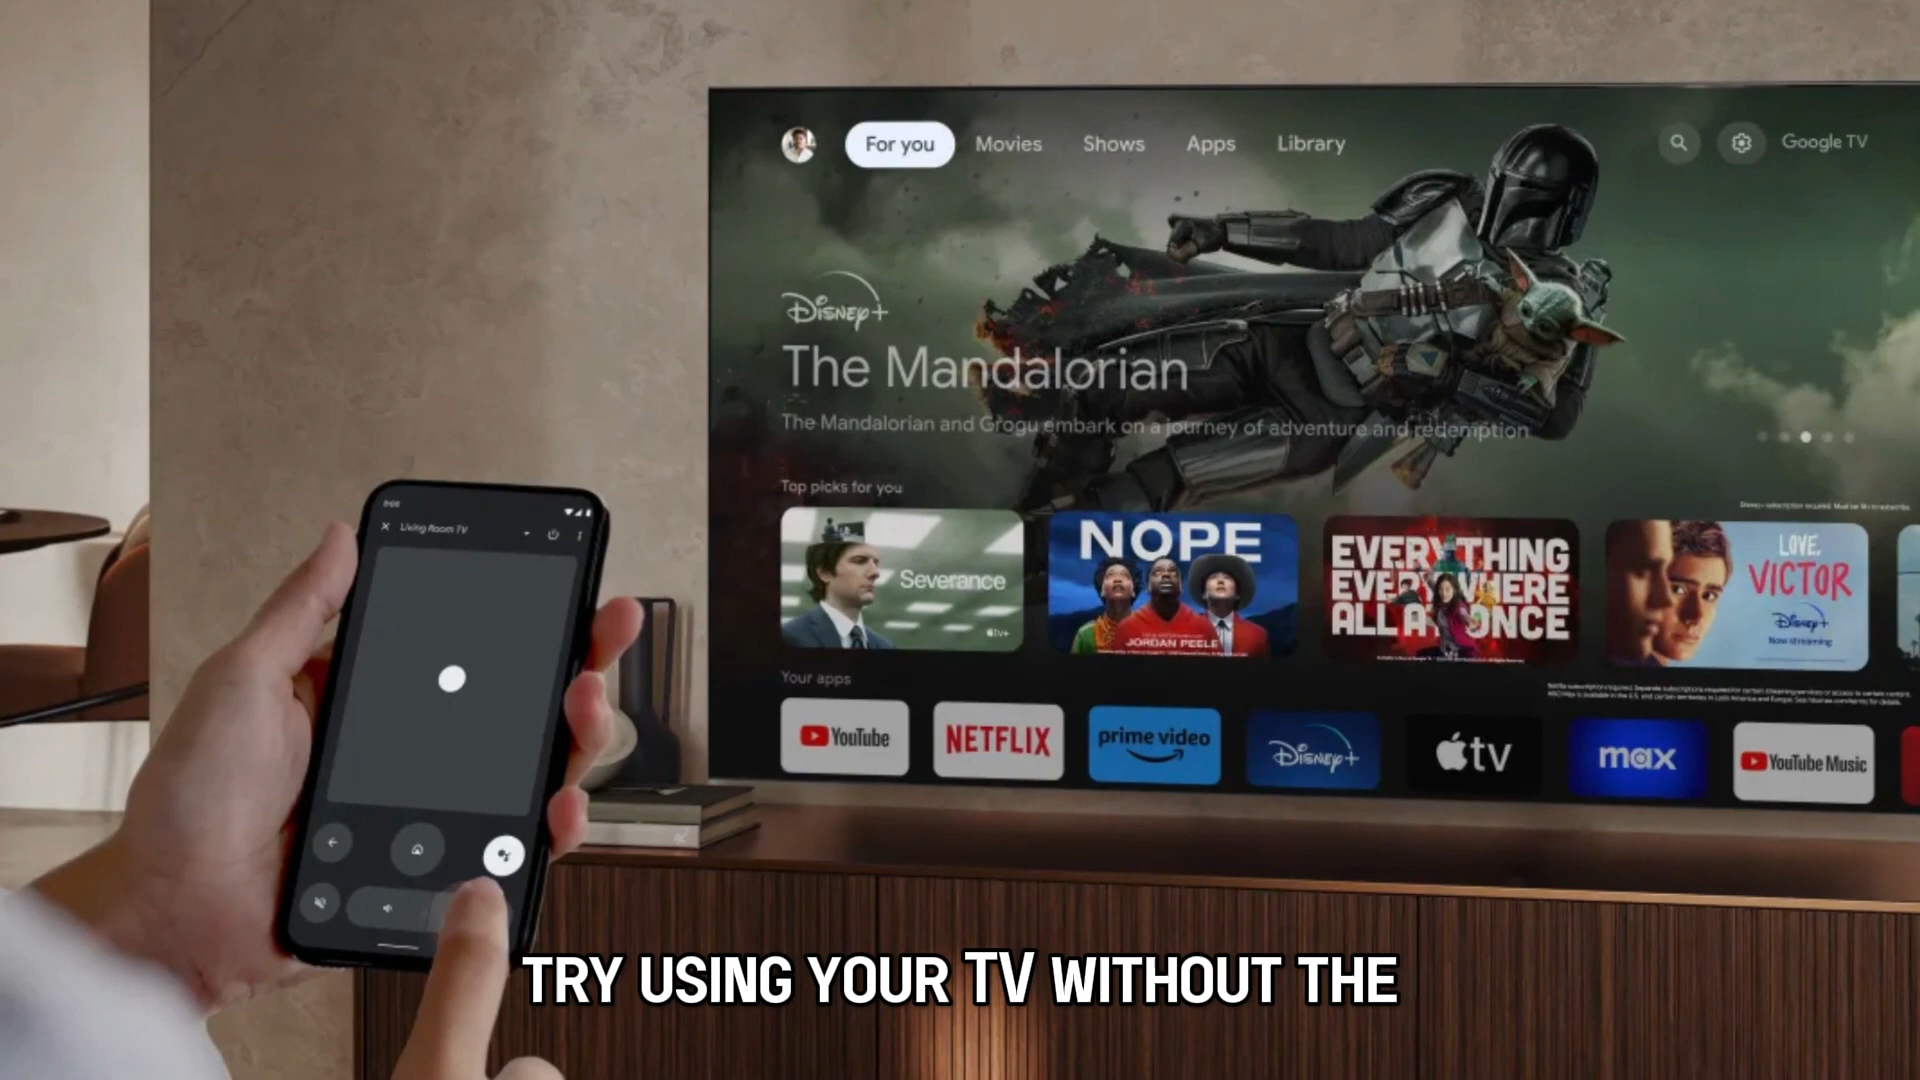 For you Movies Shows Apps Library Google TV
Disney+
The Mandalorian
The Mandalorian and Grogu embark on a journey of adventure and redemption
Top picks for you
Severance
tv+
NOPE
JORDAN PEELE
EVERYTHING
EVERYWHERE
ALL AT ONCE
LOVE,
VICTOR
Disney+
Now streaming
Your apps
YouTube
NETFLIX
prime video
Disney+
tv
max
YouTube Music
Living Room TV
TRY USING YOUR TV WITHOUT THE